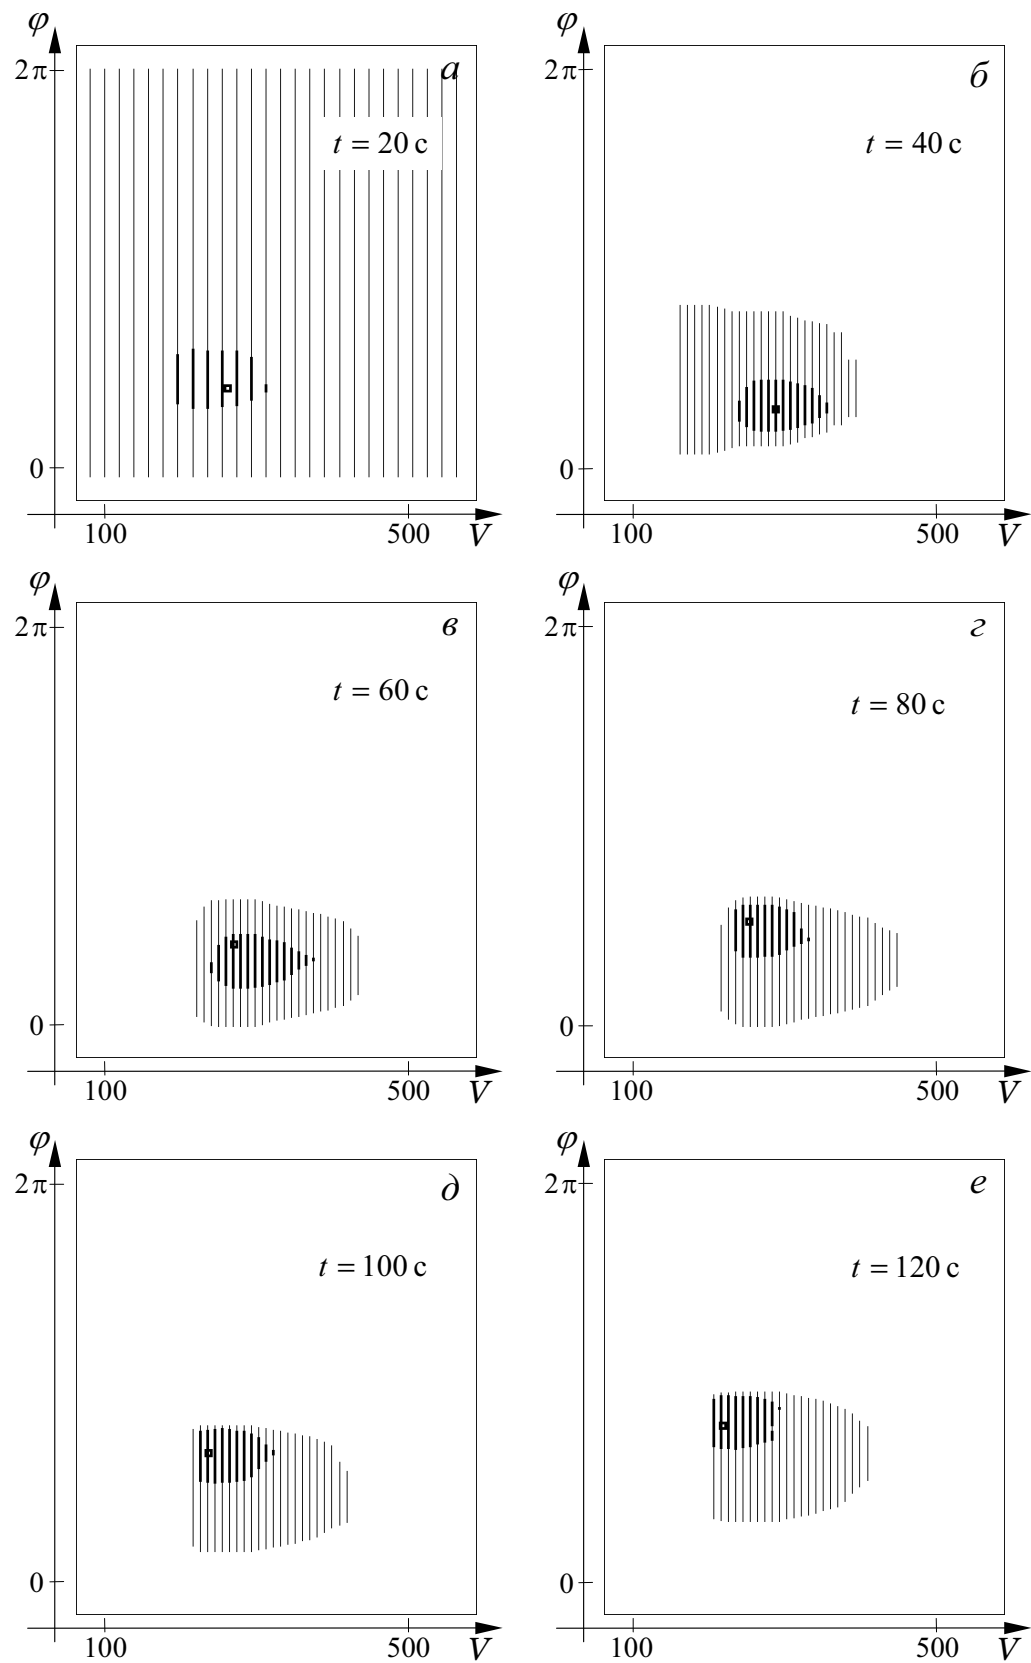 φ φ
2π а 2π б
t = 20 с t = 40 с
0 0
100 500 V 100 500 V
φ φ
2π в 2π г
t = 60 с t = 80 с
0 0
100 500 V 100 500 V
φ φ
2π д 2π е
t = 100 с t = 120 с
0 0
100 500 V 100 500 V